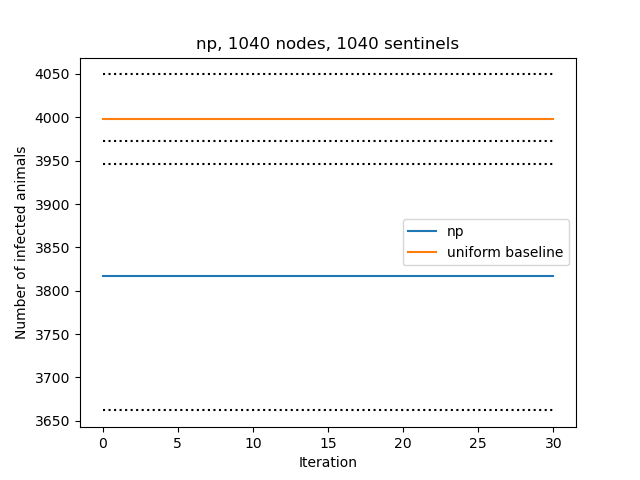 np, 1040 nodes, 1040 sentinels
Number of infected animals
4050
4000
3950
3900
3850
3800
3750
3700
3650
np
uniform baseline
0 5 10 15 20 25 30
Iteration